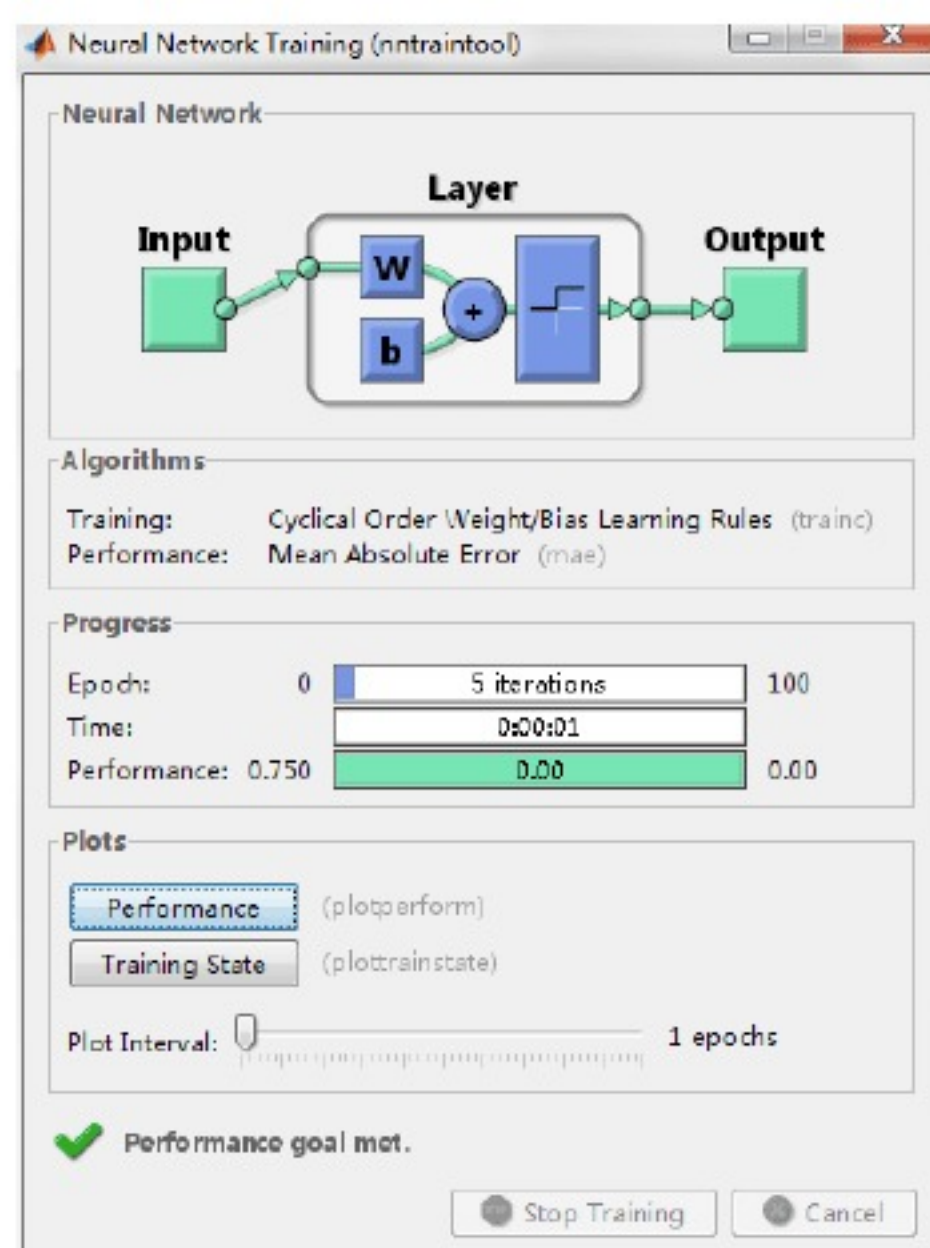 Neural Network Training (nntraintool)
Neural Network
Layer
Input
Output
W
+
b
Algorithms
Training: Cyclical Order Weight/Bias Learning Rules (trainc)
Performance: Mean Absolute Error (mae)
Progress
Epoch: 0 5 iterations 100
Time: 0:00:01
Performance: 0.750 0.00 0.00
Plots
Performance (plotperform)
Training State (plottrainstate)
Plot Interval: 1 epochs
Performance goal met.
Stop Training Cancel